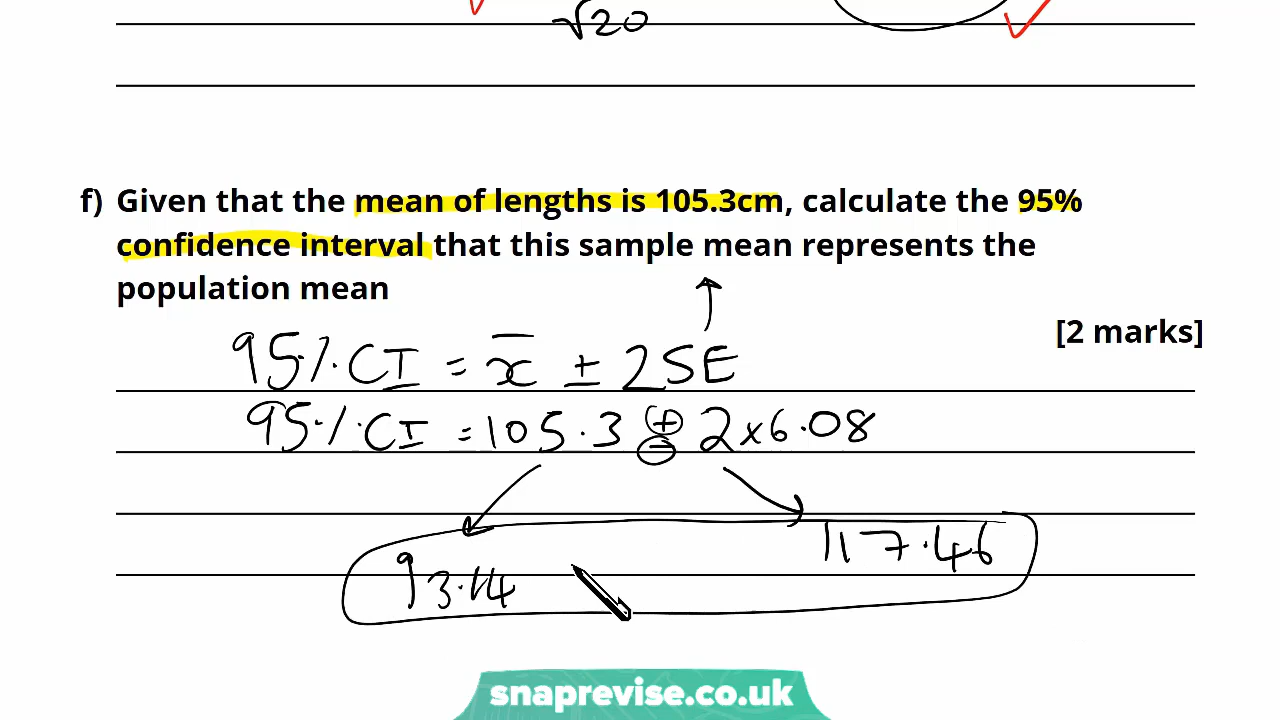 √20
f) Given that the mean of lengths is 105.3cm, calculate the 95%
confidence interval that this sample mean represents the
population mean
[2 marks]
95% CI = x̄ ± 2SE
95% CI = 105.3 ± 2×6.08
93.14
117.46
snaprevise.co.uk